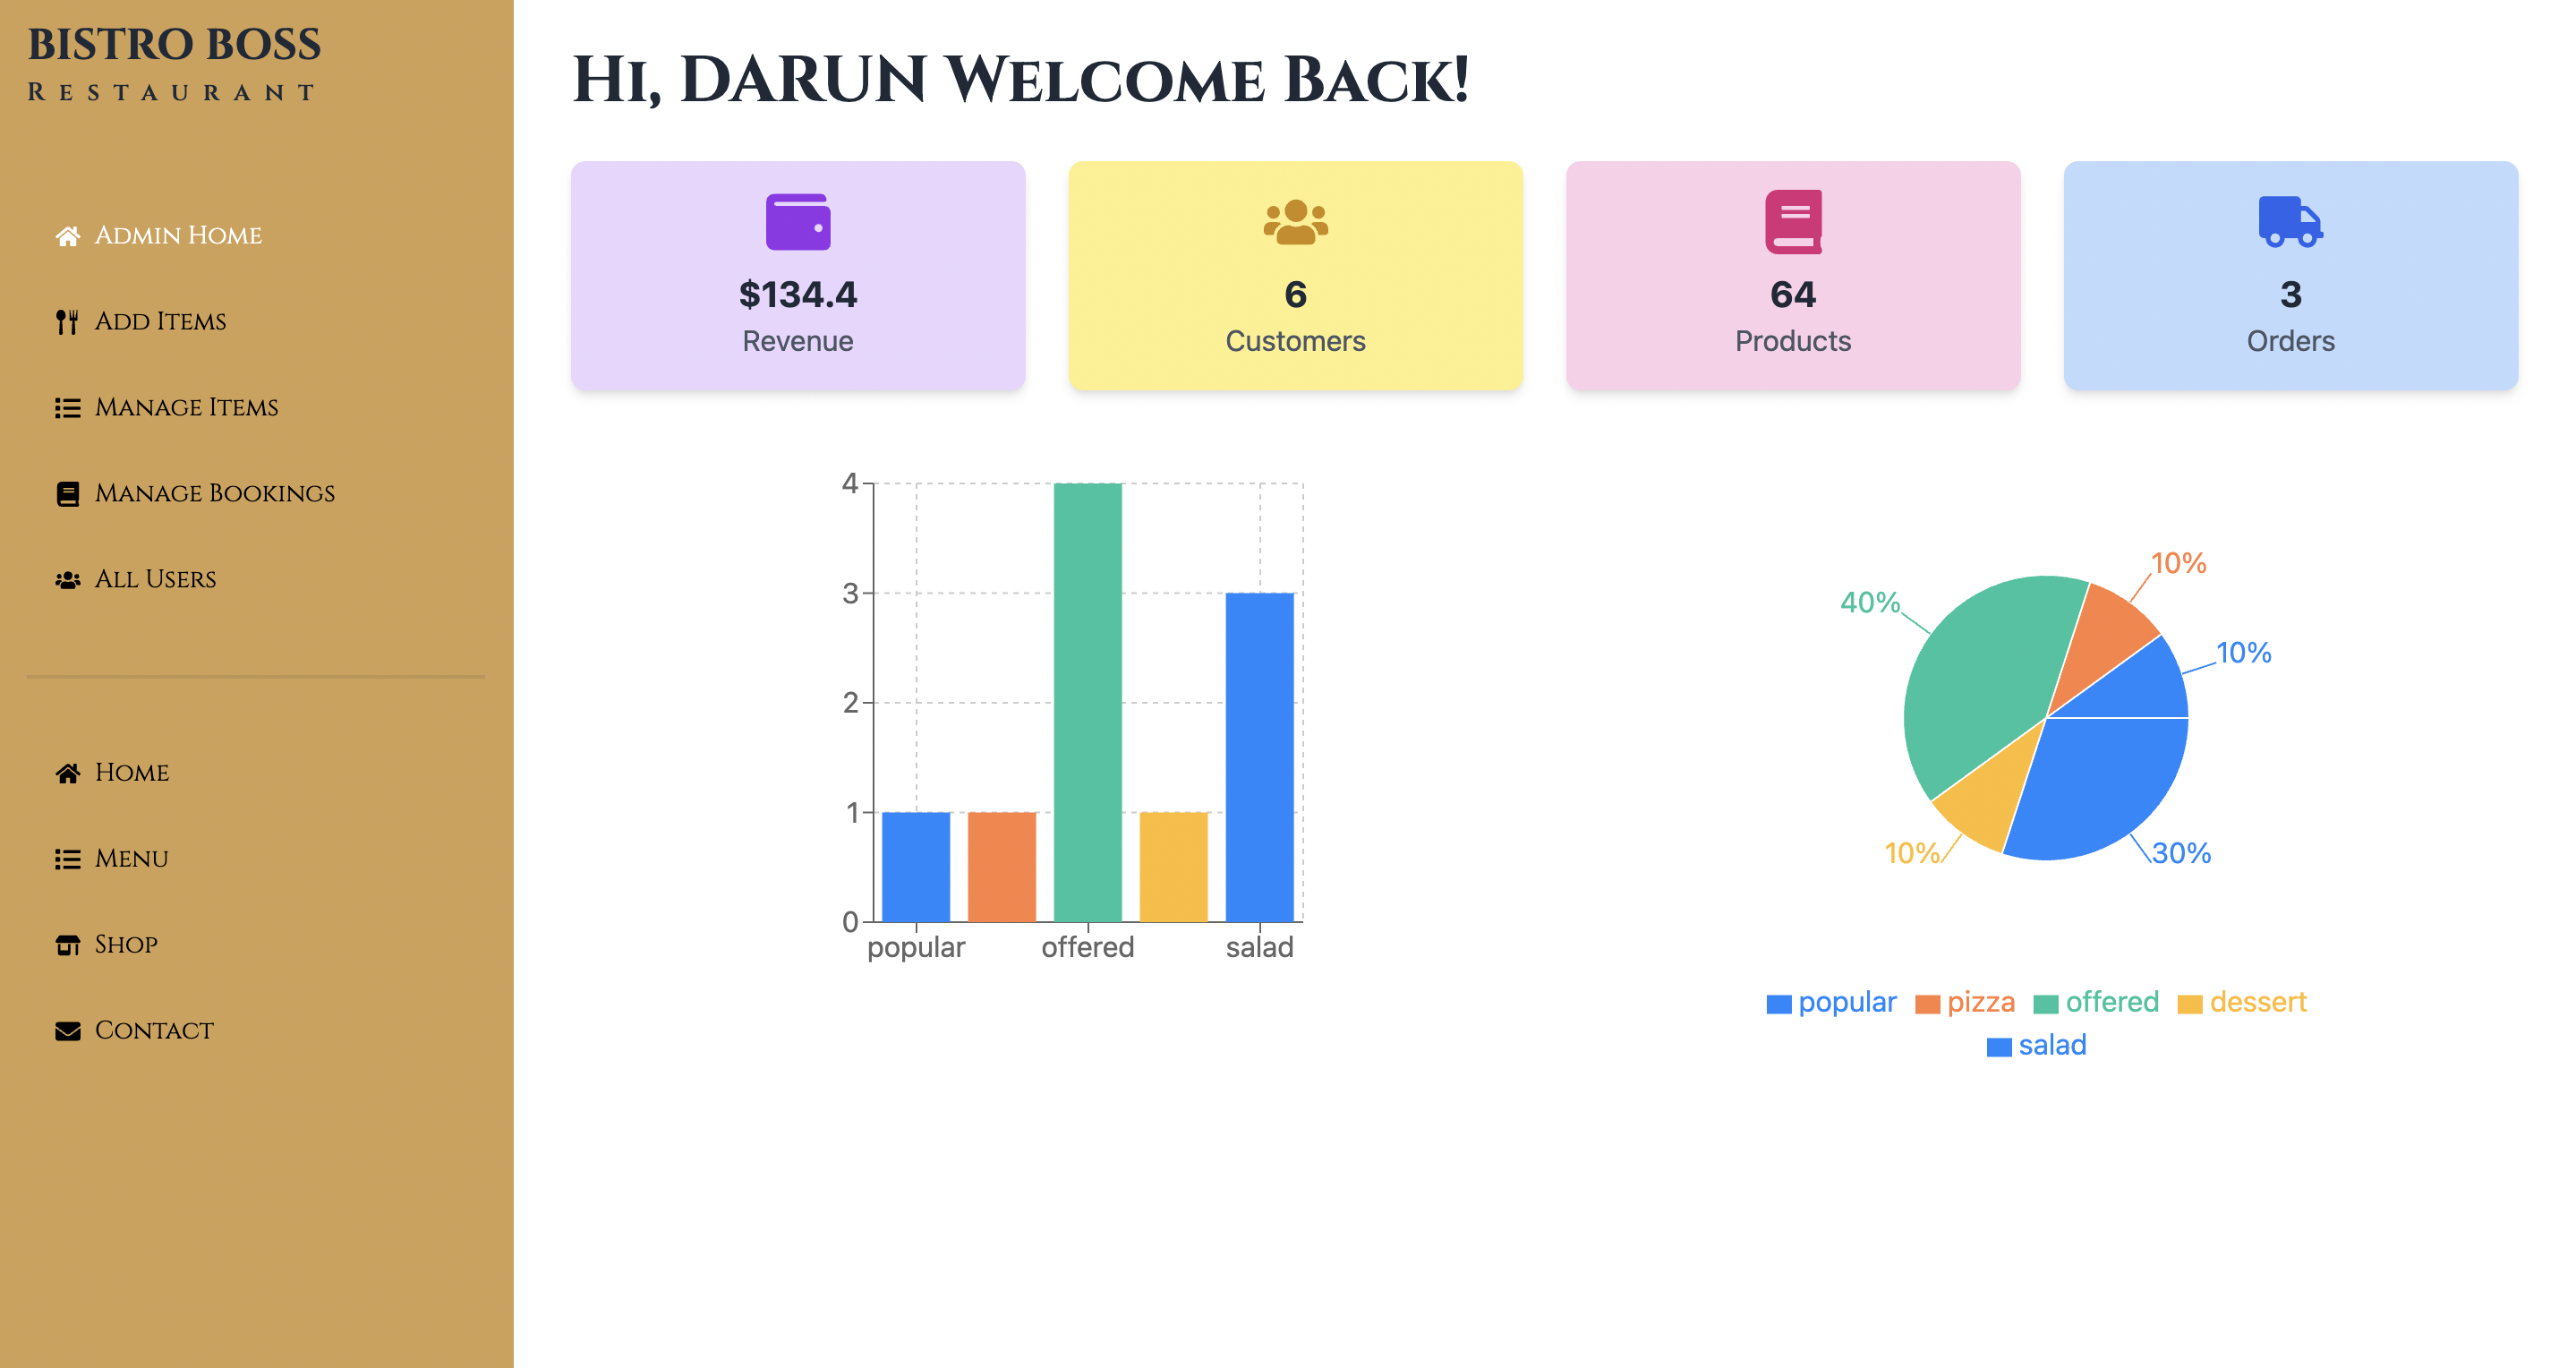 BISTRO BOSS
Restaurant
Admin Home
Add Items
Manage Items
Manage Bookings
All Users
Home
Menu
Shop
Contact
Hi, DARUN Welcome Back!
$134.4
Revenue
6
Customers
64
Products
3
Orders
4
3
2
1
0
popular offered salad
40%
10%
10%
10%
30%
popular pizza offered dessert
salad